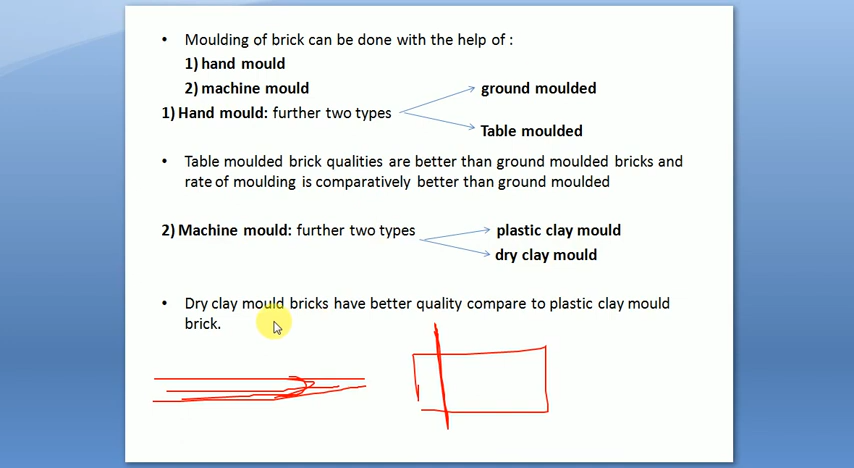 • Moulding of brick can be done with the help of :
1) hand mould
2) machine mould
ground moulded
1) Hand mould: further two types
Table moulded
• Table moulded brick qualities are better than ground moulded bricks and
rate of moulding is comparatively better than ground moulded
2) Machine mould: further two types
plastic clay mould
dry clay mould
• Dry clay mould bricks have better quality compare to plastic clay mould
brick.